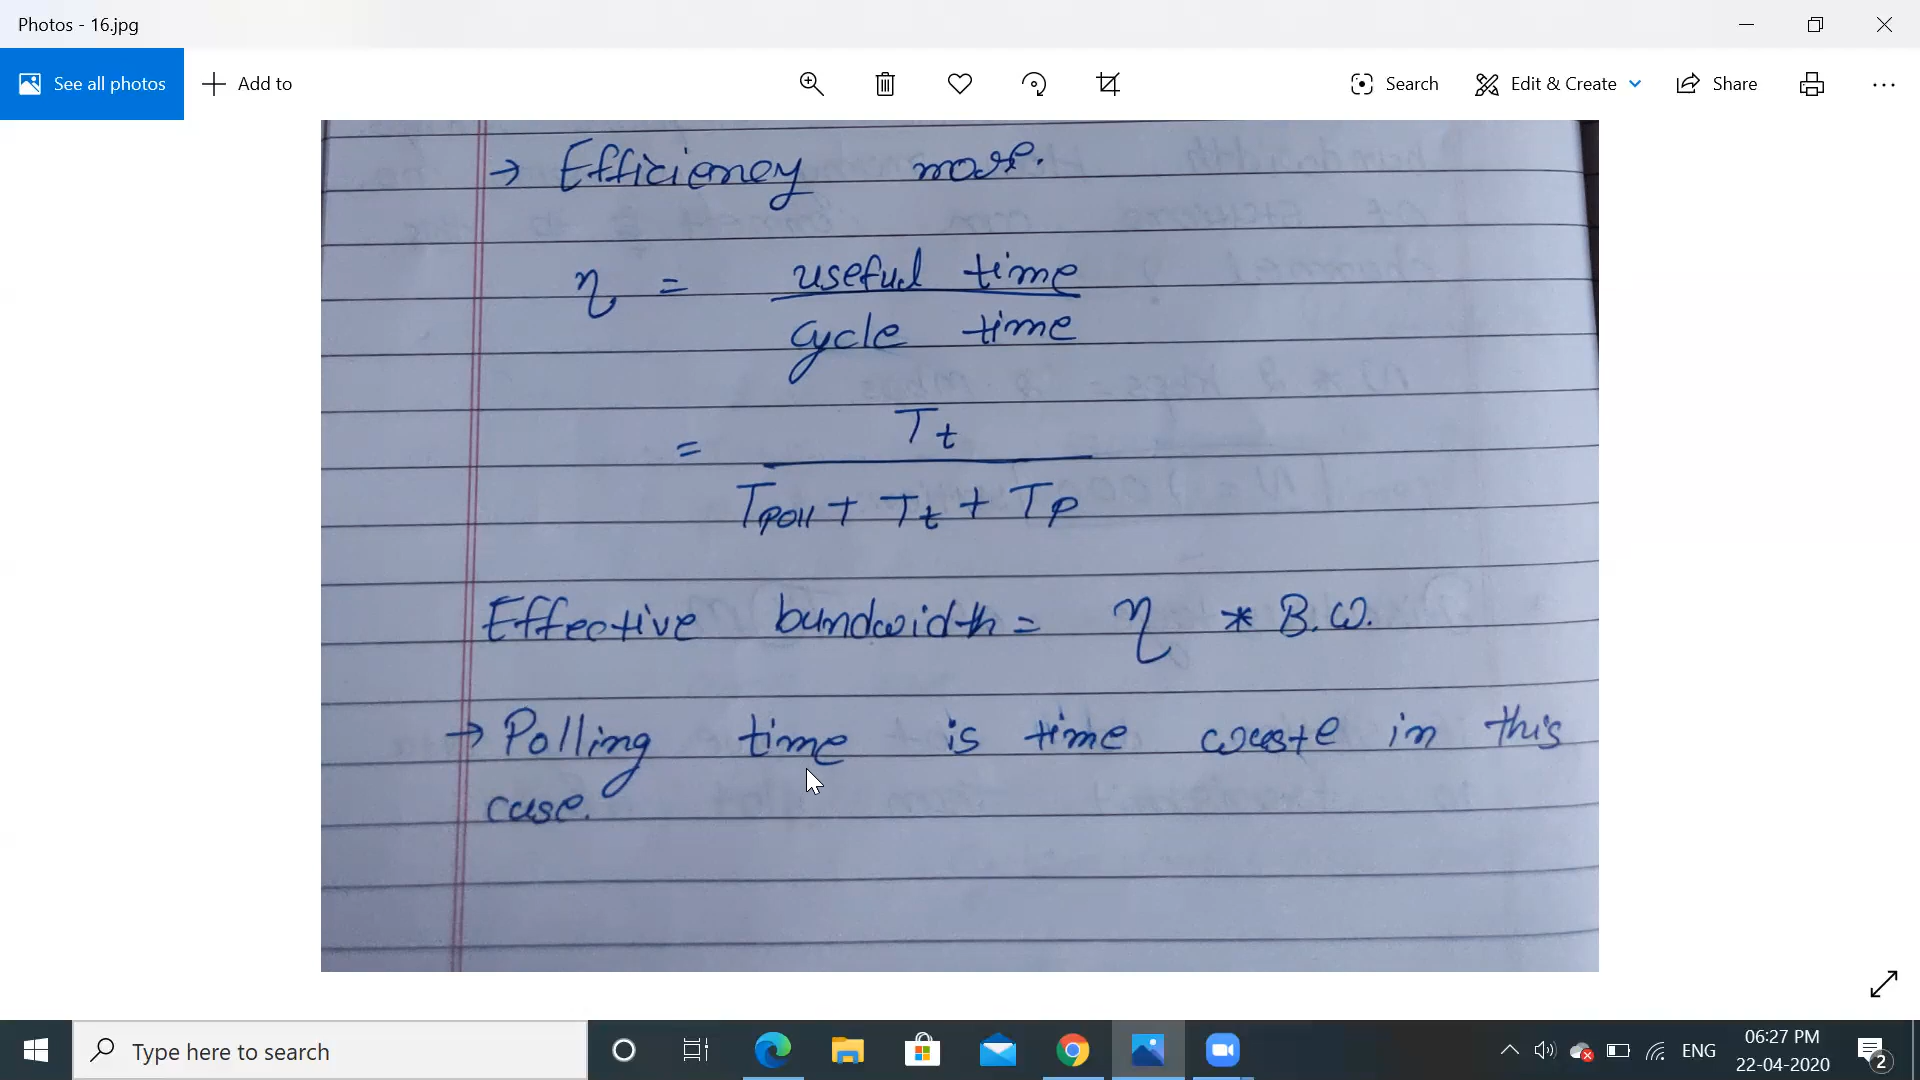 Photos - 16.jpg
See all photos
Add to
Search
Edit & Create
Share
→ Efficiency more.
η = useful time
cycle time
= Tt
Tpoll + Tt + Tp
Effective bandwidth = η * B.W.
→ Polling time is time waste in this
case.
Type here to search
ENG
06:27 PM
22-04-2020
2